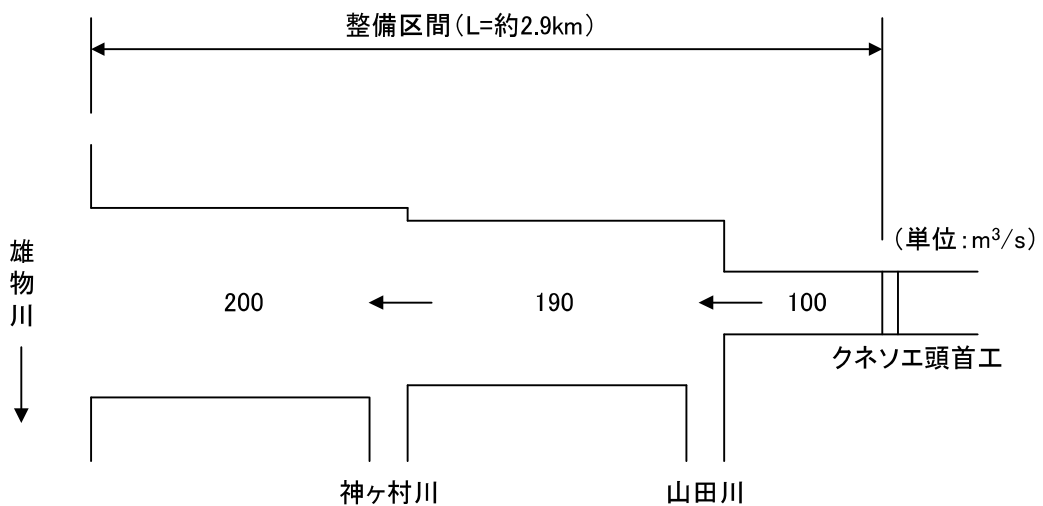 整備区間(L=約2.9km)
(単位:m³/s)
雄物川
200
190
100
クネソエ頭首工
神ヶ村川
山田川